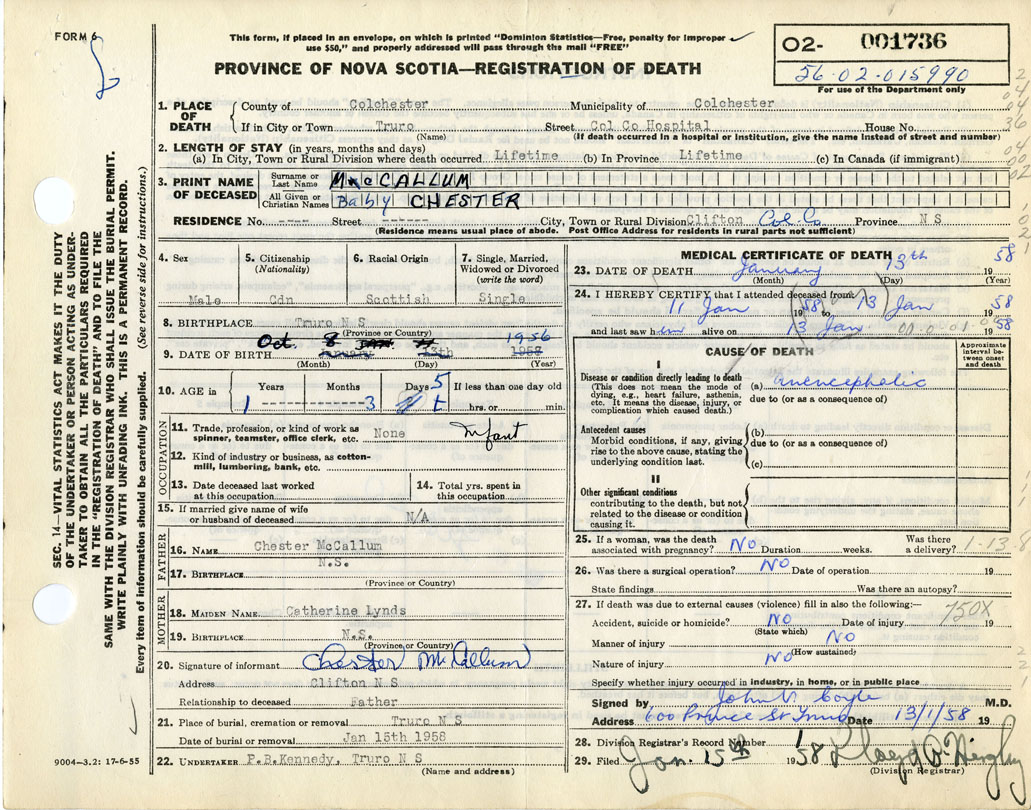 FORM 6
This form, if placed in an envelope, on which is printed "Dominion Statistics—Free, penalty for improper
use $50," and properly addressed will pass through the mail "FREE"
O2- 001736
56-02-015990
For use of the Department only
PROVINCE OF NOVA SCOTIA—REGISTRATION OF DEATH
1. PLACE OF DEATH County of Colchester Municipality of Colchester
If in City or Town Truro Street Col Co Hospital House No.
(Name) (If death occurred in a hospital or institution, give the name instead of street and number)
2. LENGTH OF STAY (in years, months and days)
(a) In City, Town or Rural Division where death occurred Lifetime (b) In Province Lifetime (c) In Canada (if immigrant)
3. PRINT NAME OF DECEASED Surname or Last Name MacCALLUM
All Given or Christian Names Baby CHESTER
RESIDENCE No. ---- Street ------ City, Town or Rural Division Clifton Col. Co. Province N S
(Residence means usual place of abode. Post Office Address for residents in rural parts not sufficient)
4. Sex 5. Citizenship (Nationality) 6. Racial Origin 7. Single, Married, Widowed or Divorced (write the word)
Male Cdn Scottish Single
8. BIRTHPLACE Truro N S
(Province or Country)
Oct. 8 1956
9. DATE OF BIRTH January 13th 1958
(Month) (Day) (Year)
10. AGE in Years Months Days If less than one day old
1 3 5 hrs. or min.
OCCUPATION
11. Trade, profession, or kind of work as
spinner, teamster, office clerk, etc. None Infant
12. Kind of industry or business, as cotton-
mill, lumbering, bank, etc.
13. Date deceased last worked
at this occupation
14. Total yrs. spent in
this occupation
15. If married give name of wife
or husband of deceased N/A
FATHER
16. NAME Chester McCallum
17. BIRTHPLACE N.S.
(Province or Country)
MOTHER
18. MAIDEN NAME Catherine Lynds
19. BIRTHPLACE N.S.
(Province or Country)
20. Signature of informant Chester McCallum
Address Clifton N S
Relationship to deceased Father
21. Place of burial, cremation or removal Truro N S
Date of burial or removal Jan 15th 1958
22. UNDERTAKER P.B.Kennedy, Truro N S
(Name and address)
MEDICAL CERTIFICATE OF DEATH
23. DATE OF DEATH January 13th 19 58
(Month) (Day) (Year)
24. I HEREBY CERTIFY that I attended deceased from:
11 Jan 1958 to 13 Jan 19 58
and last saw him alive on 13 Jan 19 58
CAUSE OF DEATH
Approximate interval between onset and death
I
Disease or condition directly leading to death
(This does not mean the mode of
dying, e.g., heart failure, asthenia,
etc. It means the disease, injury, or
complication which caused death.)
(a) anencephalic
due to (or as a consequence of)
Antecedent causes
Morbid conditions, if any, giving
rise to the above cause, stating the
underlying condition last.
(b)
due to (or as a consequence of)
(c)
II
Other significant conditions
contributing to the death, but not
related to the disease or condition
causing it.
25. If a woman, was the death
associated with pregnancy? No Duration weeks. Was there
a delivery? 1-13-8
26. Was there a surgical operation? No Date of operation 19
State findings Was there an autopsy?
27. If death was due to external causes (violence) fill in also the following:—
Accident, suicide or homicide? No Date of injury 750X 19
(State which)
Manner of injury NO
(How sustained)
Nature of injury No
Specify whether injury occurred in industry, in home, or in public place
Signed by John V. Coyle M.D.
Address 600 Prince St Truro Date 13/1/58 19
28. Division Registrar's Record Number 1
29. Filed Jan. 15th 1958
(Division Registrar)
SEC. 14—VITAL STATISTICS ACT MAKES IT THE DUTY
OF THE UNDERTAKER OR PERSON ACTING AS UNDER-
TAKER TO OBTAIN ALL THE PARTICULARS REQUIRED
IN THE "REGISTRATION OF DEATH" AND TO FILE THE
SAME WITH THE DIVISION REGISTRAR WHO SHALL ISSUE THE BURIAL PERMIT.
WRITE PLAINLY WITH UNFADING INK. THIS IS A PERMANENT RECORD.
Every item of information should be carefully supplied. (See reverse side for instructions.)
9004-3.2: 17-6-55